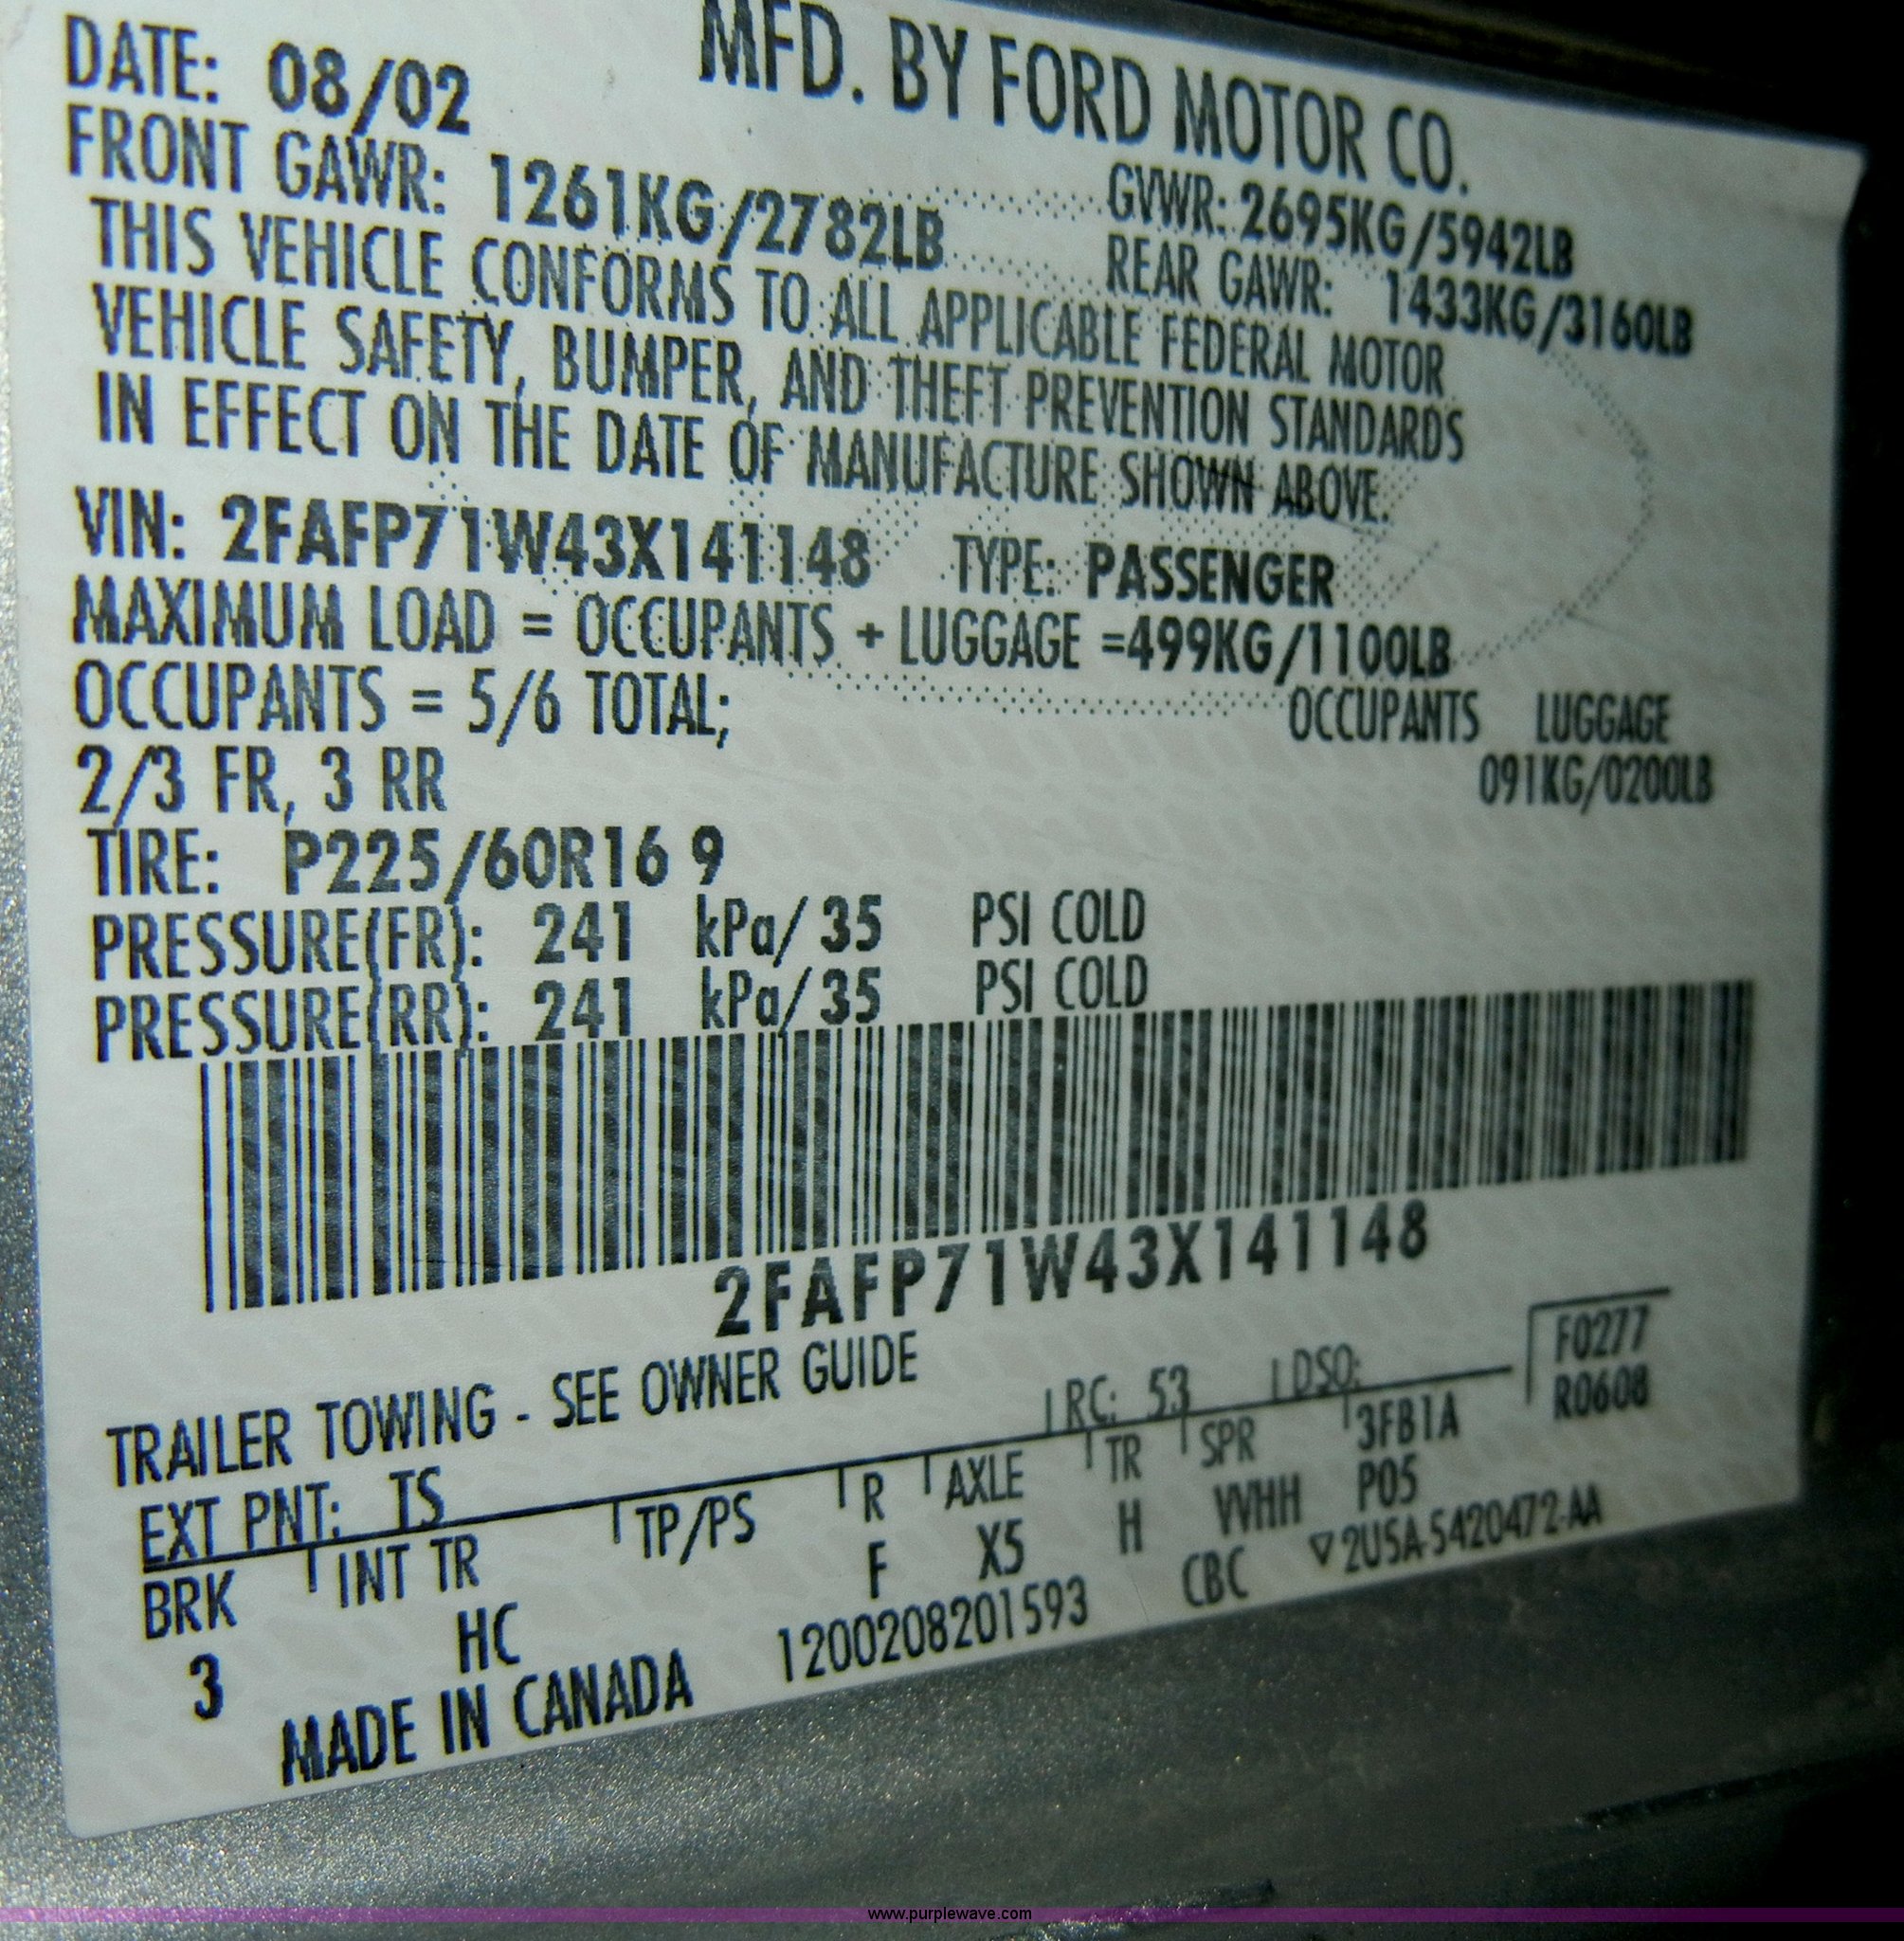 MFD. BY FORD MOTOR CO.
DATE: 08/02
GVWR: 2695KG/5942LB
FRONT GAWR: 1261KG/2782LB
REAR GAWR: 1433KG/3160LB
THIS VEHICLE CONFORMS TO ALL APPLICABLE FEDERAL MOTOR
VEHICLE SAFETY, BUMPER, AND THEFT PREVENTION STANDARDS
IN EFFECT ON THE DATE OF MANUFACTURE SHOWN ABOVE.
VIN: 2FAFP71W43X141148 TYPE: PASSENGER
MAXIMUM LOAD = OCCUPANTS + LUGGAGE =499KG/1100LB
OCCUPANTS = 5/6 TOTAL; OCCUPANTS LUGGAGE
2/3 FR, 3 RR 091KG/0200LB
TIRE: P225/60R16 9
PRESSURE(FR): 241 kPa/ 35 PSI COLD
PRESSURE(RR): 241 kPa/ 35 PSI COLD
2FAFP71W43X141148
TRAILER TOWING - SEE OWNER GUIDE
F0277
R0608
EXT PNT: TS RC: 53 DSO:
BRK INT TR TP/PS R AXLE TR SPR 3FB1A
3 HC F X5 H VVHH P05
MADE IN CANADA 1200208201593 CBC ▽2U5A-5420472-AA
www.purplewave.com